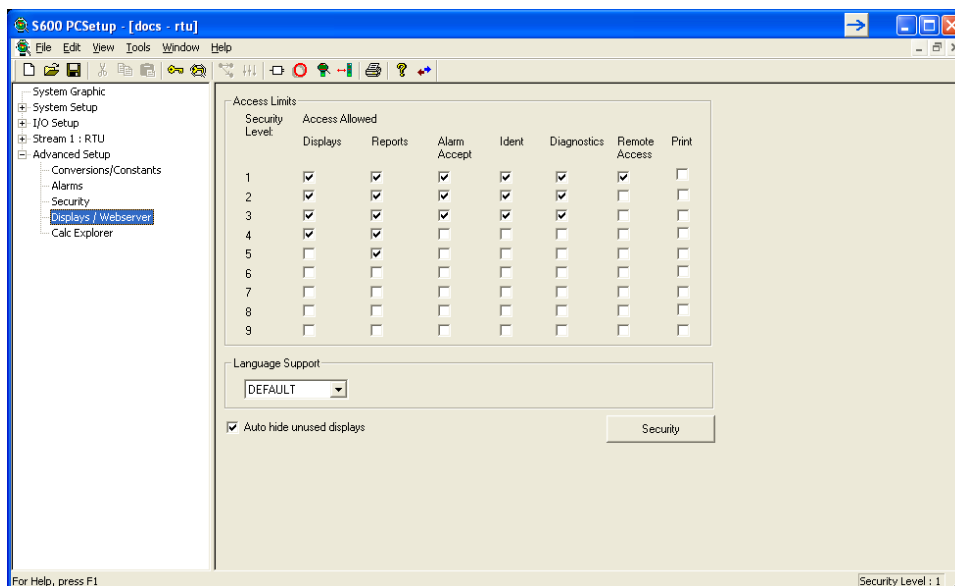 S600 PCSetup - [docs - rtu]
File Edit View Tools Window Help
System Graphic
System Setup
I/O Setup
Stream 1 : RTU
Advanced Setup
Conversions/Constants
Alarms
Security
Displays / Webserver
Calc Explorer
Access Limits
Security Level:
Access Allowed
Displays Reports Alarm Accept Ident Diagnostics Remote Access Print
1
2
3
4
5
6
7
8
9
Language Support
DEFAULT
Auto hide unused displays
Security
For Help, press F1
Security Level : 1